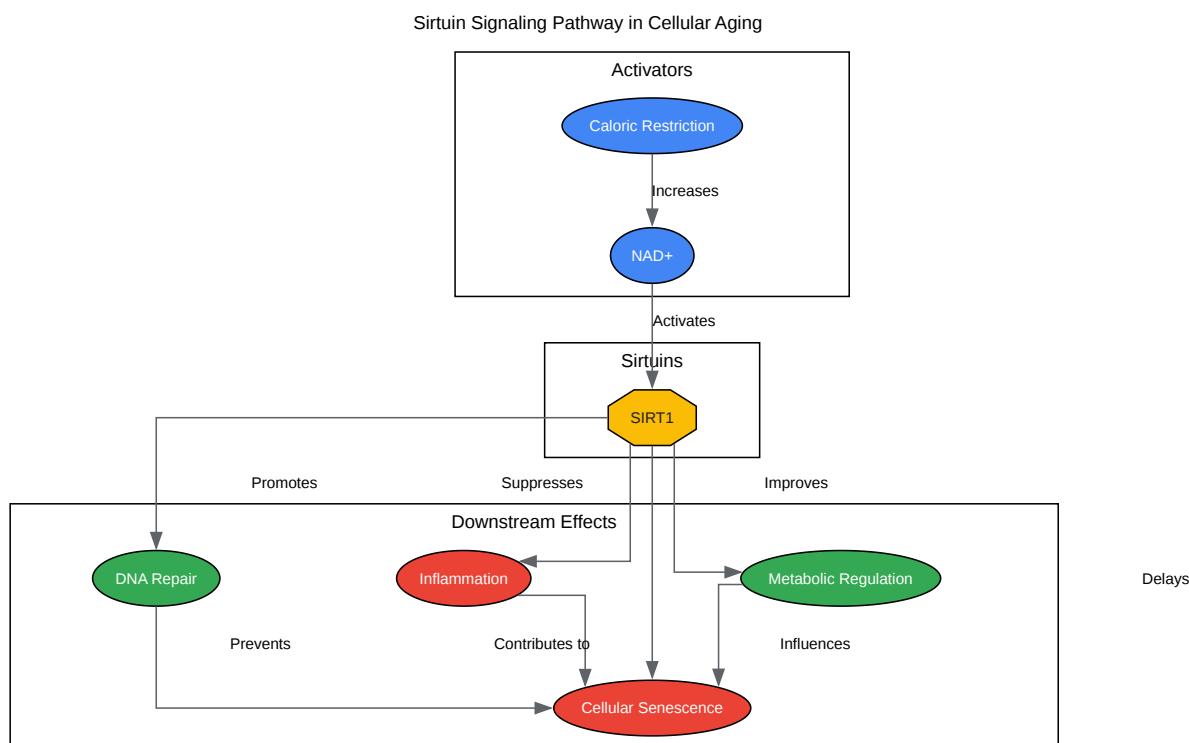 Sirtuin Signaling Pathway in Cellular Aging
Activators
Caloric Restriction
Increases
NAD+
Activates
Sirtuins
SIRT1
Promotes
Suppresses
Improves
Downstream Effects
DNA Repair
Inflammation
Metabolic Regulation
Delays
Prevents
Contributes to
Influences
Cellular Senescence